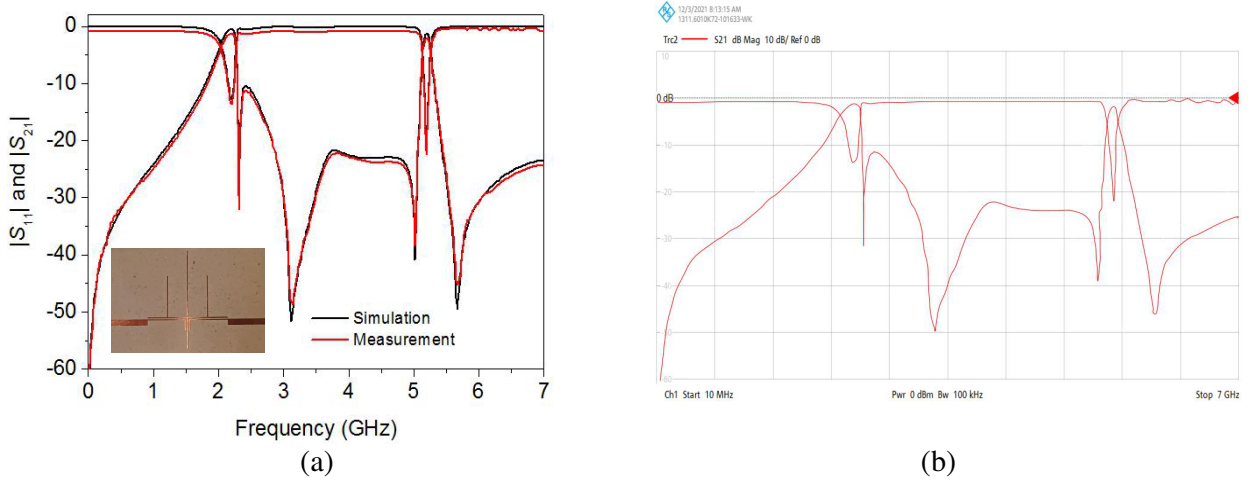 0
-10
-20
-30
-40
-50
-60
|S11| and |S21|
Simulation
Measurement
0 1 2 3 4 5 6 7
Frequency (GHz)
(a)
12/3/2021 8:13:15 AM
1311.6010K72-101633-WK
Trc2 S21 dB Mag 10 dB/ Ref 0 dB
10
0 dB
-10
-20
-30
-40
Ch1 Start 10 MHz Pwr 0 dBm Bw 100 kHz Stop 7 GHz
(b)